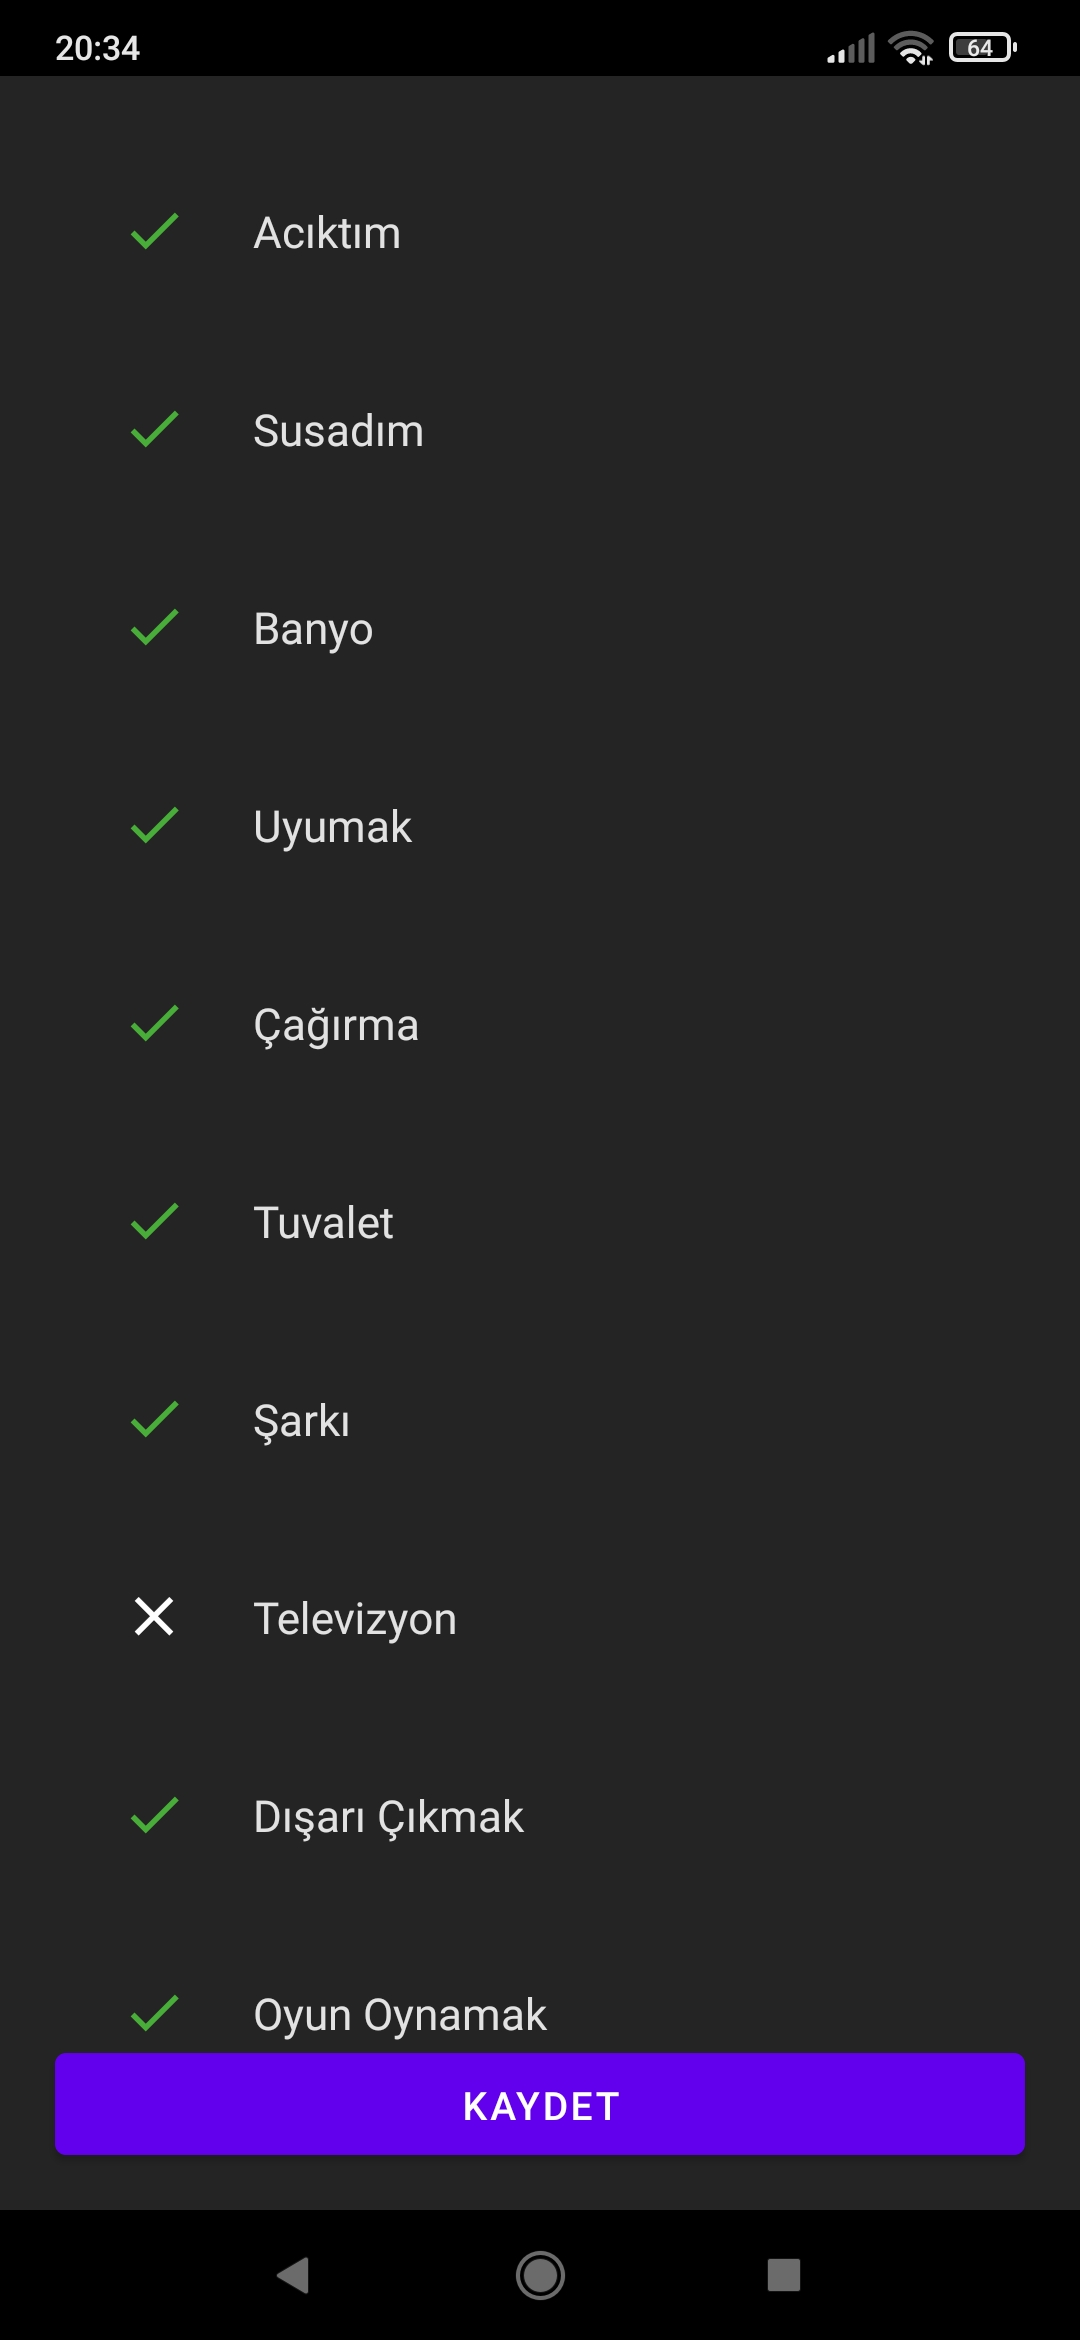 20:34
64
Acıktım
Susadım
Banyo
Uyumak
Çağırma
Tuvalet
Şarkı
Televizyon
Dışarı Çıkmak
Oyun Oynamak
KAYDET